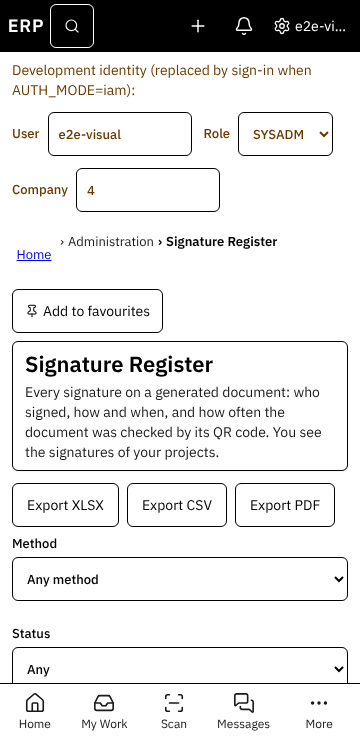 ERP
e2e-vi...
Development identity (replaced by sign-in when
AUTH_MODE=iam):
User
e2e-visual
Role
SYSADM
Company
4
Home
› Administration › Signature Register
Add to favourites
Signature Register
Every signature on a generated document: who
signed, how and when, and how often the
document was checked by its QR code. You see
the signatures of your projects.
Export XLSX
Export CSV
Export PDF
Method
Any method
Status
Any
Home
My Work
Scan
Messages
More